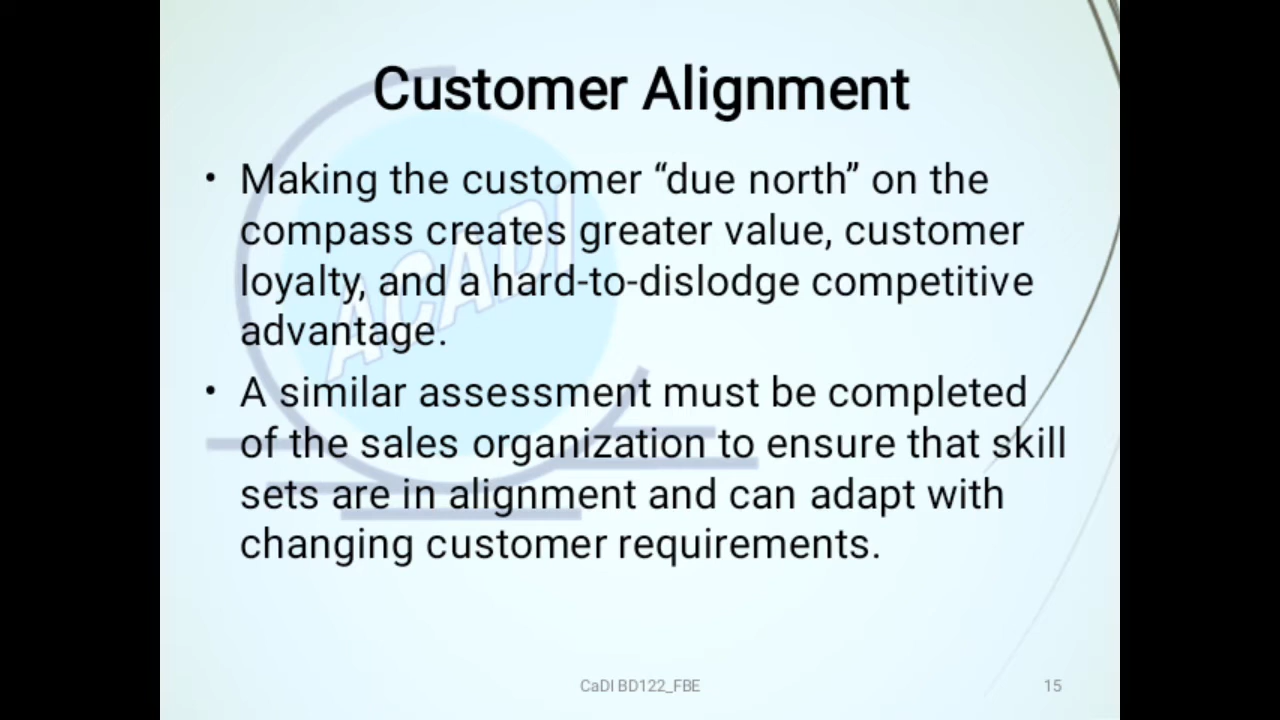 Customer Alignment
• Making the customer “due north” on the
compass creates greater value, customer
loyalty, and a hard-to-dislodge competitive
advantage.
• A similar assessment must be completed
of the sales organization to ensure that skill
sets are in alignment and can adapt with
changing customer requirements.
ACADI
CaDI BD122_FBE
15